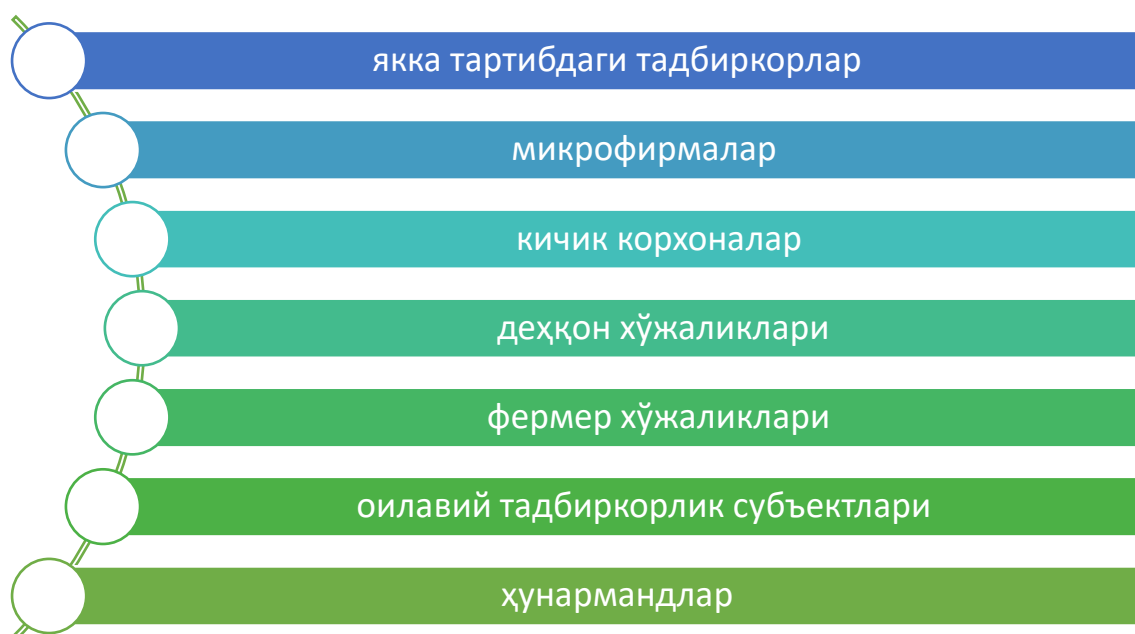 якка тартибдаги тадбиркорлар
микрофирмалар
кичик корхоналар
деҳқон хўжаликлари
фермер хўжаликлари
оилавий тадбиркорлик субъектлари
ҳунармандлар